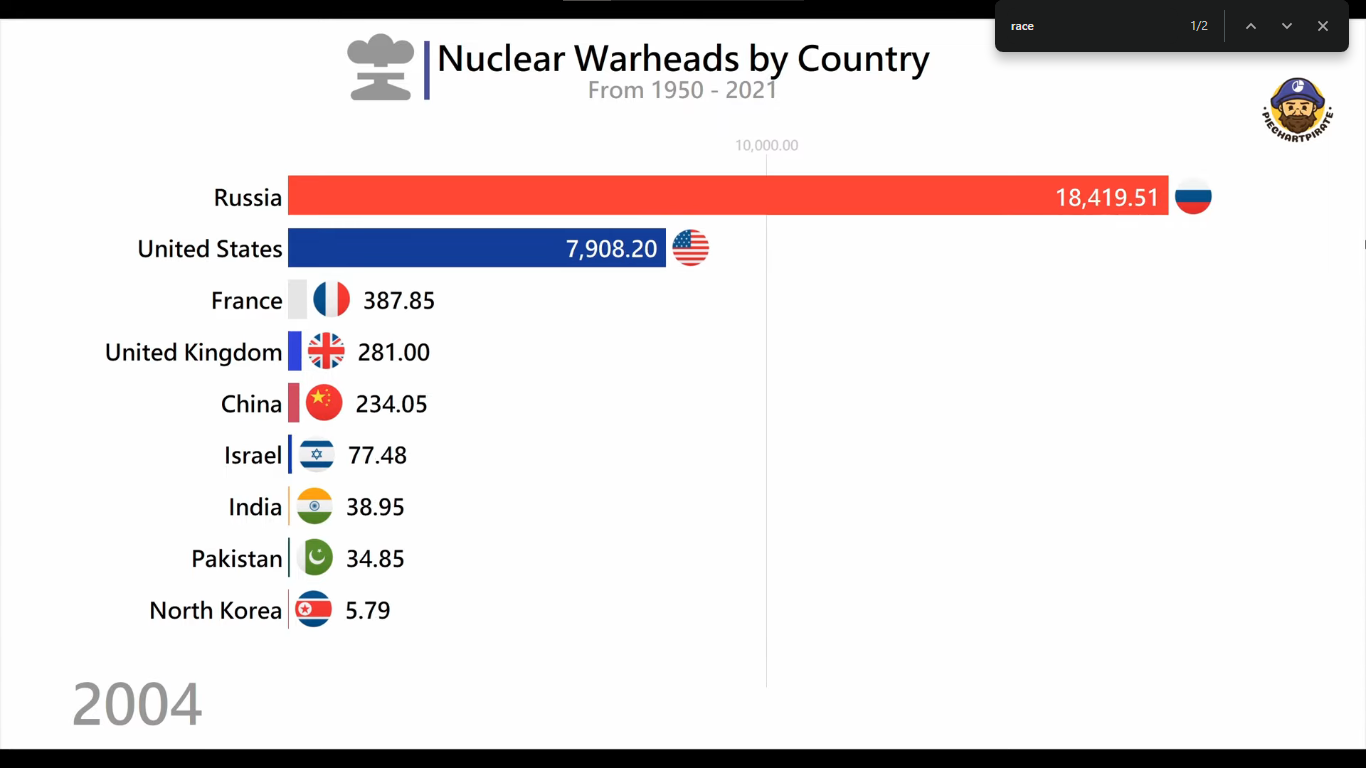 race 1/2
Nuclear Warheads by Country
From 1950 - 2021
PIECHARTPIRATE
10,000.00
Russia 18,419.51
United States 7,908.20
France 387.85
United Kingdom 281.00
China 234.05
Israel 77.48
India 38.95
Pakistan 34.85
North Korea 5.79
2004